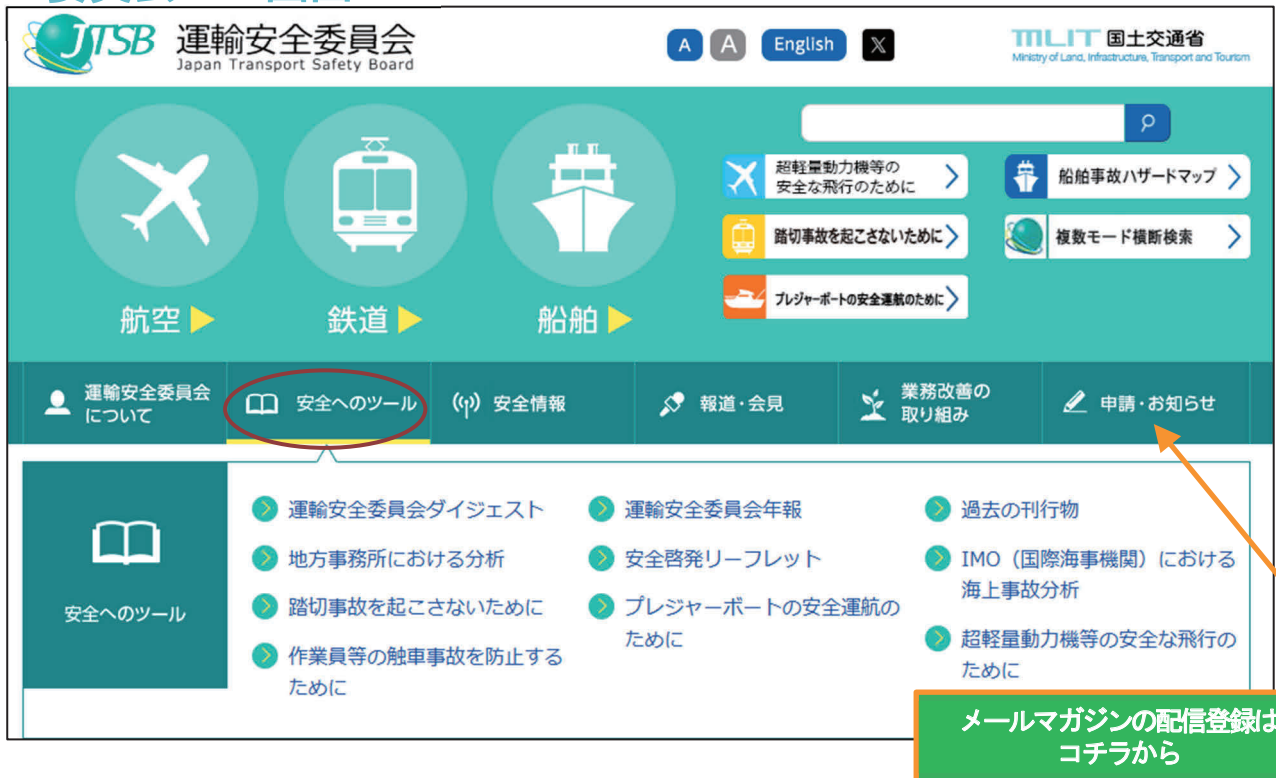 JTSB 運輸安全委員会
Japan Transport Safety Board
A A English X
MLIT 国土交通省
Ministry of Land, Infrastructure, Transport and Tourism
超軽量動力機等の
安全な飛行のために
船舶事故ハザードマップ
踏切事故を起こさないために
複数モード横断検索
プレジャーボートの安全運航のために
航空
鉄道
船舶
運輸安全委員会
について
安全へのツール
安全情報
報道・会見
業務改善の
取り組み
申請・お知らせ
安全へのツール
運輸安全委員会ダイジェスト
運輸安全委員会年報
過去の刊行物
地方事務所における分析
安全啓発リーフレット
IMO（国際海事機関）における
海上事故分析
踏切事故を起こさないために
プレジャーボートの安全運航の
ために
超軽量動力機等の安全な飛行の
ために
作業員等の触車事故を防止する
ために
メールマガジンの配信登録は
コチラから